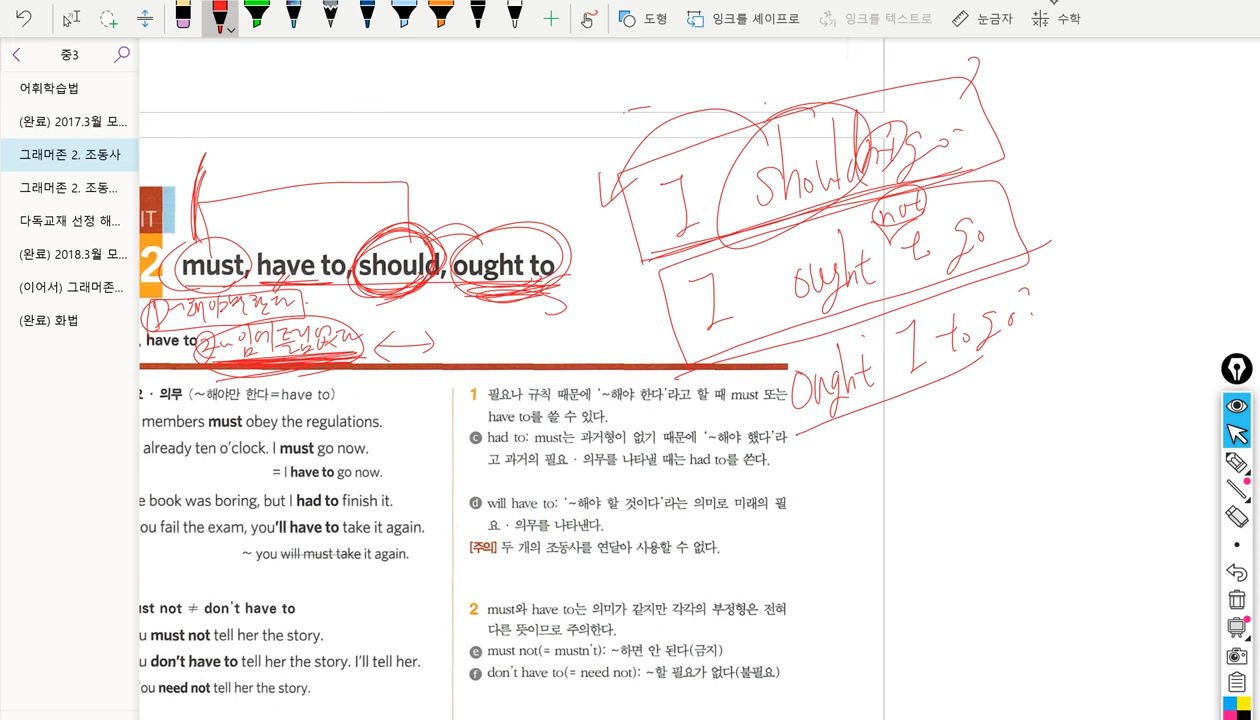 도형
잉크를 셰이프로
잉크를 텍스트로
눈금자
수학
중3
어휘학습법
(완료) 2017.3월 모...
그래머존 2. 조동사
그래머존 2. 조동...
다독교재 선정 해...
(완료) 2018.3월 모...
(이어서) 그래머존...
(완료) 화법
I should not go.
I ought not to go
Ought I to go?
IT
2 must, have to, should, ought to
① ~해야만 한다.
, have to ② ~임에 틀림없다
요 · 의무 (~해야만 한다=have to)
members must obey the regulations.
already ten o'clock. I must go now.
= I have to go now.
e book was boring, but I had to finish it.
ou fail the exam, you'll have to take it again.
~ you will must take it again.
ust not ≠ don't have to
u must not tell her the story.
u don't have to tell her the story. I'll tell her.
You need not tell her the story.
1 필요나 규칙 때문에 '~해야 한다'라고 할 때 must 또는
have to를 쓸 수 있다.
ⓒ had to: must는 과거형이 없기 때문에 '~해야 했다'라
고 과거의 필요 · 의무를 나타낼 때는 had to를 쓴다.
ⓓ will have to: '~해야 할 것이다'라는 의미로 미래의 필
요 · 의무를 나타낸다.
[주의] 두 개의 조동사를 연달아 사용할 수 없다.
2 must와 have to는 의미가 같지만 각각의 부정형은 전혀
다른 뜻이므로 주의한다.
ⓔ must not(= mustn't): ~하면 안 된다(금지)
ⓕ don't have to(= need not): ~할 필요가 없다(불필요)